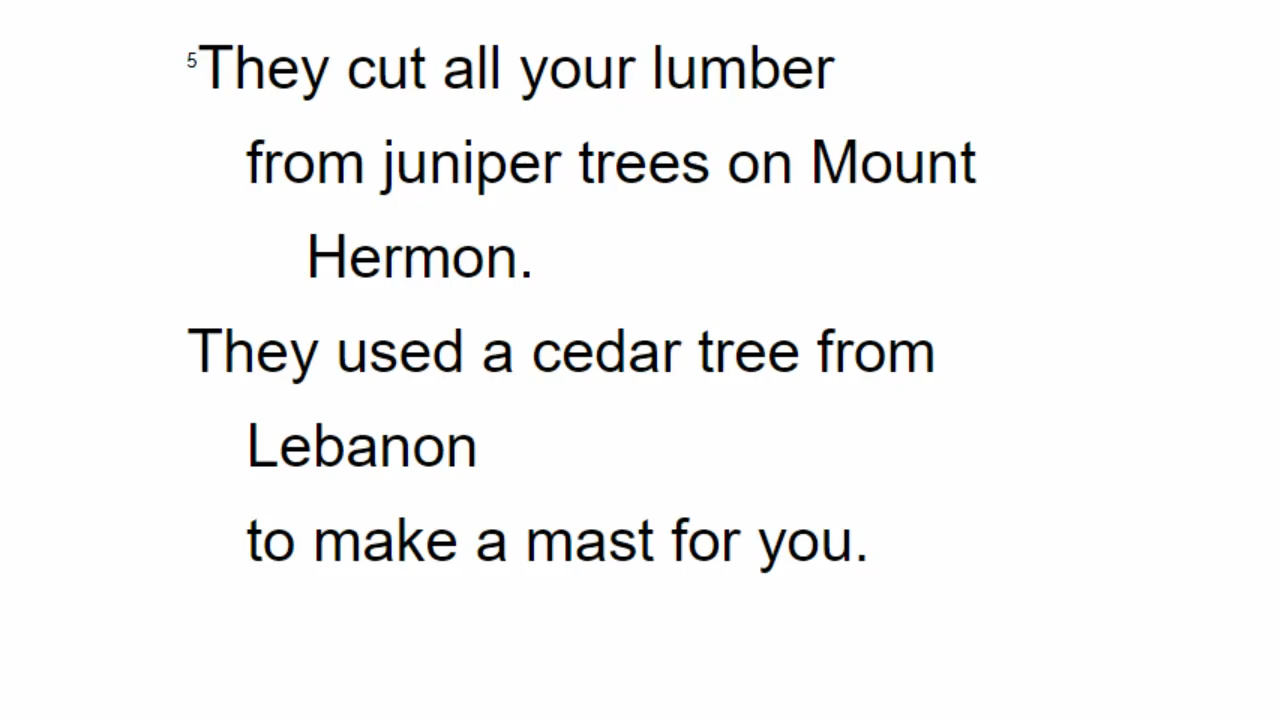 5They cut all your lumber
from juniper trees on Mount
Hermon.
They used a cedar tree from
Lebanon
to make a mast for you.